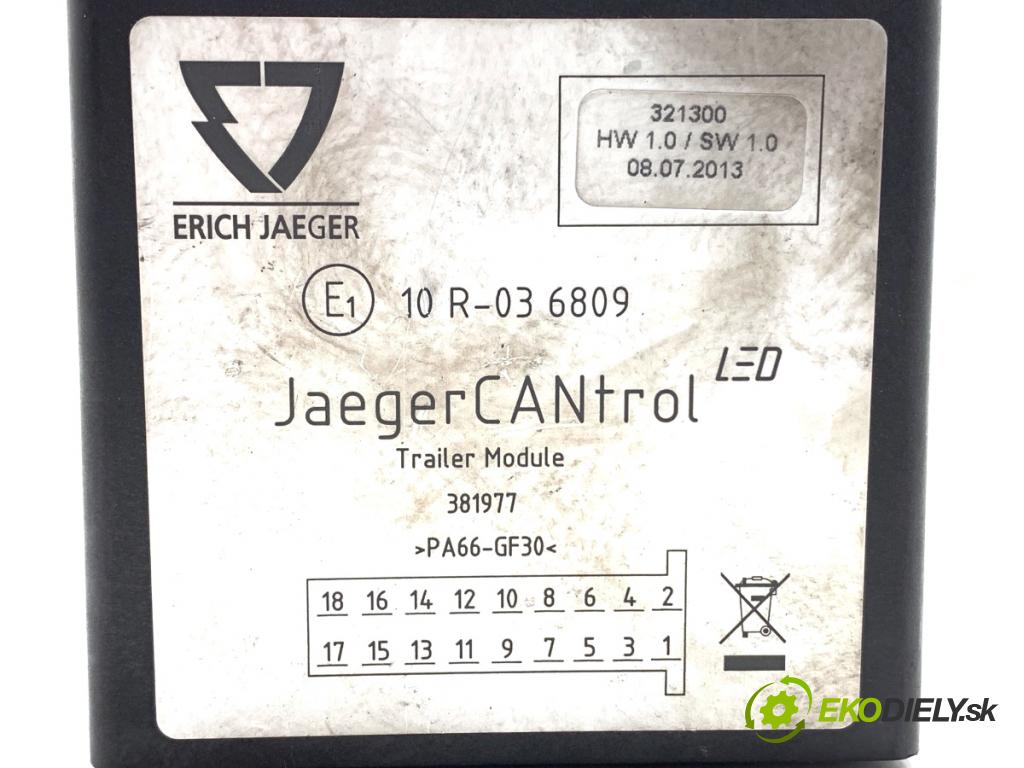 321300
HW 1.0 / SW 1.0
08.07.2013
ERICH JAEGER
E1 10 R-03 6809
JaegerCANtrol LED
Trailer Module
381977
>PA66-GF30<
18 16 14 12 10 8 6 4 2
17 15 13 11 9 7 5 3 1
EKODIELY.sk